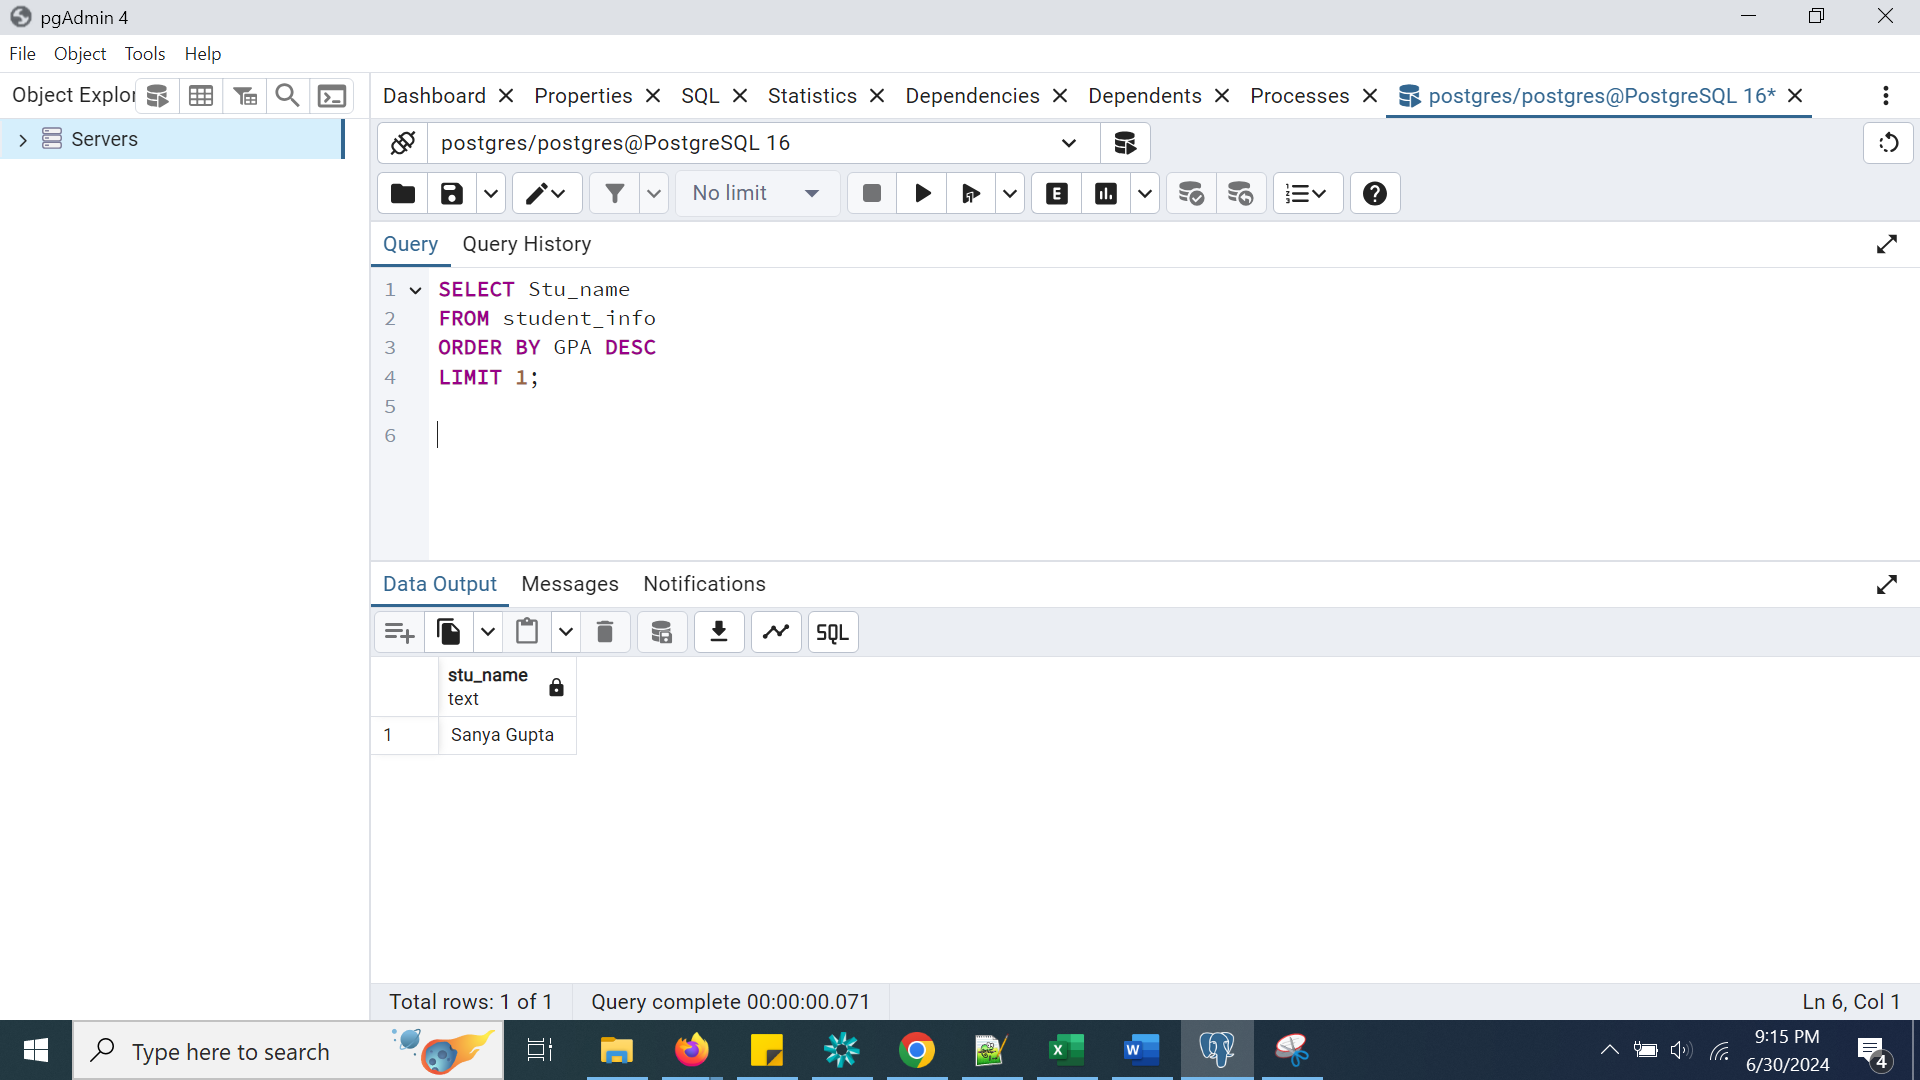 pgAdmin 4
File Object Tools Help
Object Explor
Dashboard Properties SQL Statistics Dependencies Dependents Processes postgres/postgres@PostgreSQL 16*
Servers
postgres/postgres@PostgreSQL 16
No limit
E
Query Query History
1 SELECT Stu_name
2 FROM student_info
3 ORDER BY GPA DESC
4 LIMIT 1;
5
6
Data Output Messages Notifications
SQL
stu_name
text
1 Sanya Gupta
Total rows: 1 of 1 Query complete 00:00:00.071 Ln 6, Col 1
Type here to search
9:15 PM
6/30/2024
4